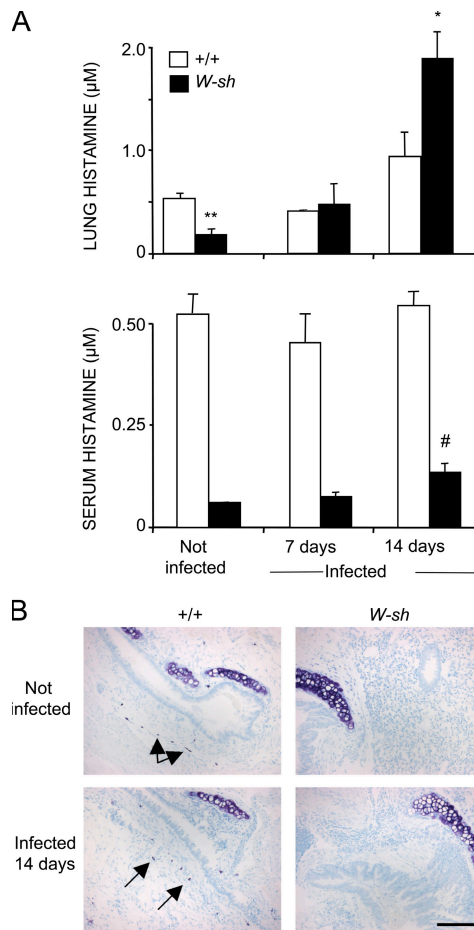 A
LUNG HISTAMINE (µM)
2.0
1.0
0
+/+
W-sh
**
*
SERUM HISTAMINE (µM)
0.50
0.25
0
#
Not infected
7 days
14 days
Infected
B
+/+
W-sh
Not
infected
Infected
14 days